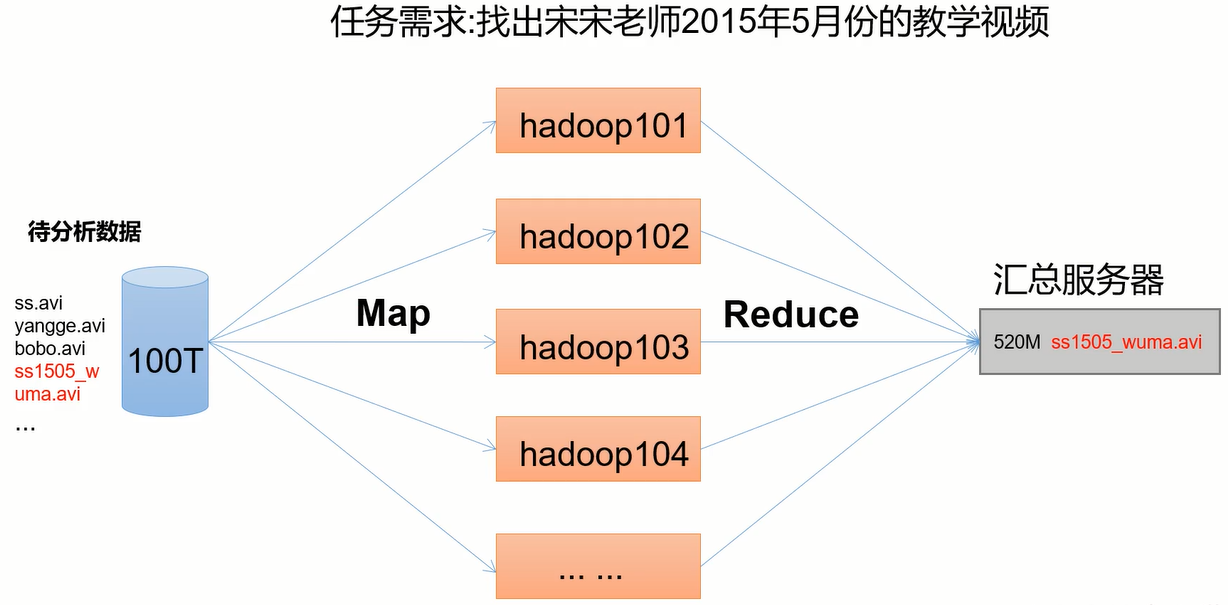 任务需求:找出宋宋老师2015年5月份的教学视频
待分析数据
ss.avi
yangge.avi
bobo.avi
ss1505_w
uma.avi
...
100T
Map
hadoop101
hadoop102
hadoop103
hadoop104
... ...
Reduce
汇总服务器
520M ss1505_wuma.avi